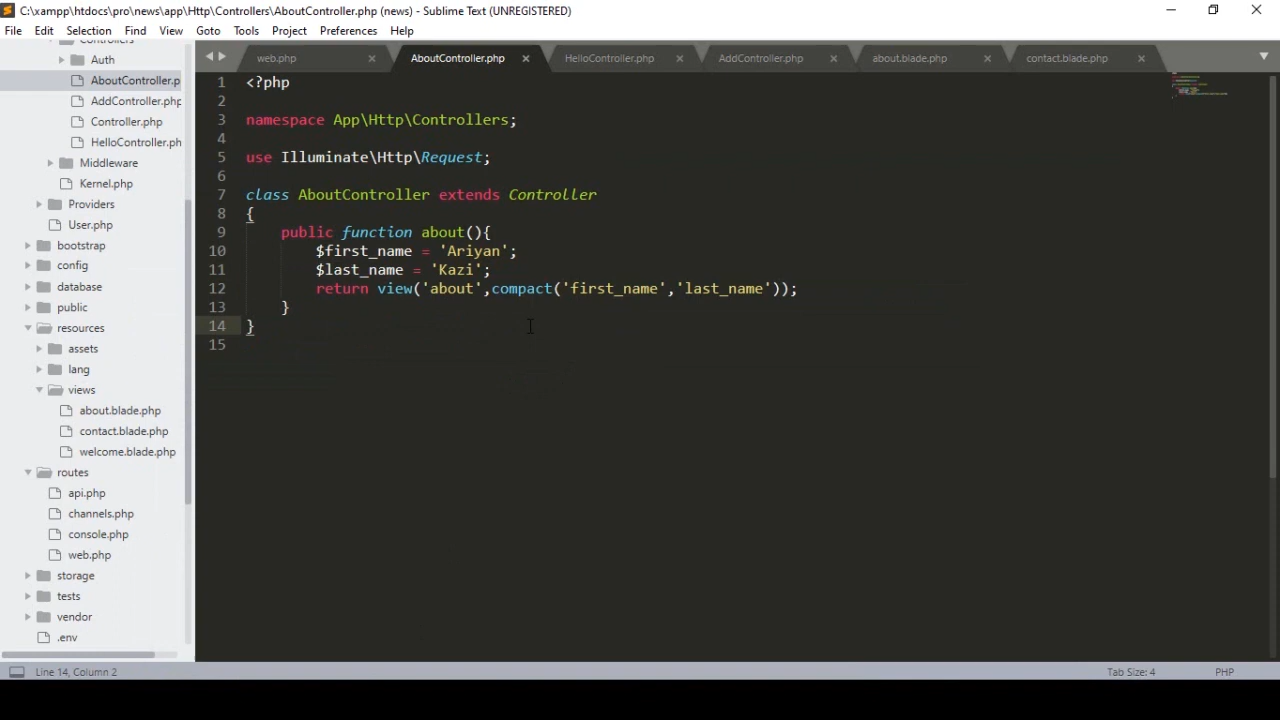 C:\xampp\htdocs\pro\news\app\Http\Controllers\AboutController.php (news) - Sublime Text (UNREGISTERED)
File Edit Selection Find View Goto Tools Project Preferences Help
web.php AboutController.php HelloController.php AddController.php about.blade.php contact.blade.php
Controllers
Auth
AboutController.p
AddController.php
Controller.php
HelloController.ph
Middleware
Kernel.php
Providers
User.php
bootstrap
config
database
public
resources
assets
lang
views
about.blade.php
contact.blade.php
welcome.blade.php
routes
api.php
channels.php
console.php
web.php
storage
tests
vendor
.env
1 <?php
2
3 namespace App\Http\Controllers;
4
5 use Illuminate\Http\Request;
6
7 class AboutController extends Controller
8 {
9 public function about(){
10 $first_name = 'Ariyan';
11 $last_name = 'Kazi';
12 return view('about',compact('first_name','last_name'));
13 }
14 }
15
Line 14, Column 2 Tab Size: 4 PHP